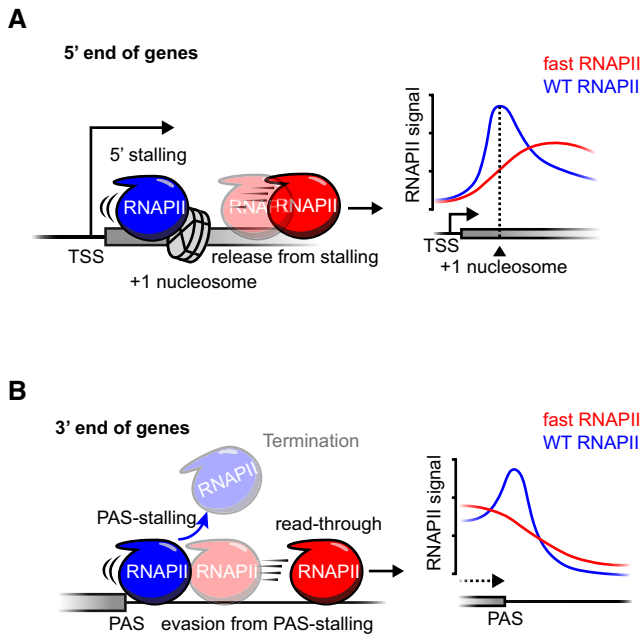 A
5' end of genes
5' stalling
RNAPII
RNAPII
RNAPII
TSS
release from stalling
+1 nucleosome
fast RNAPII
WT RNAPII
RNAPII signal
TSS
+1 nucleosome
B
3' end of genes
Termination
RNAPII
PAS-stalling
read-through
RNAPII
RNAPII
RNAPII
PAS
evasion from PAS-stalling
fast RNAPII
WT RNAPII
RNAPII signal
PAS